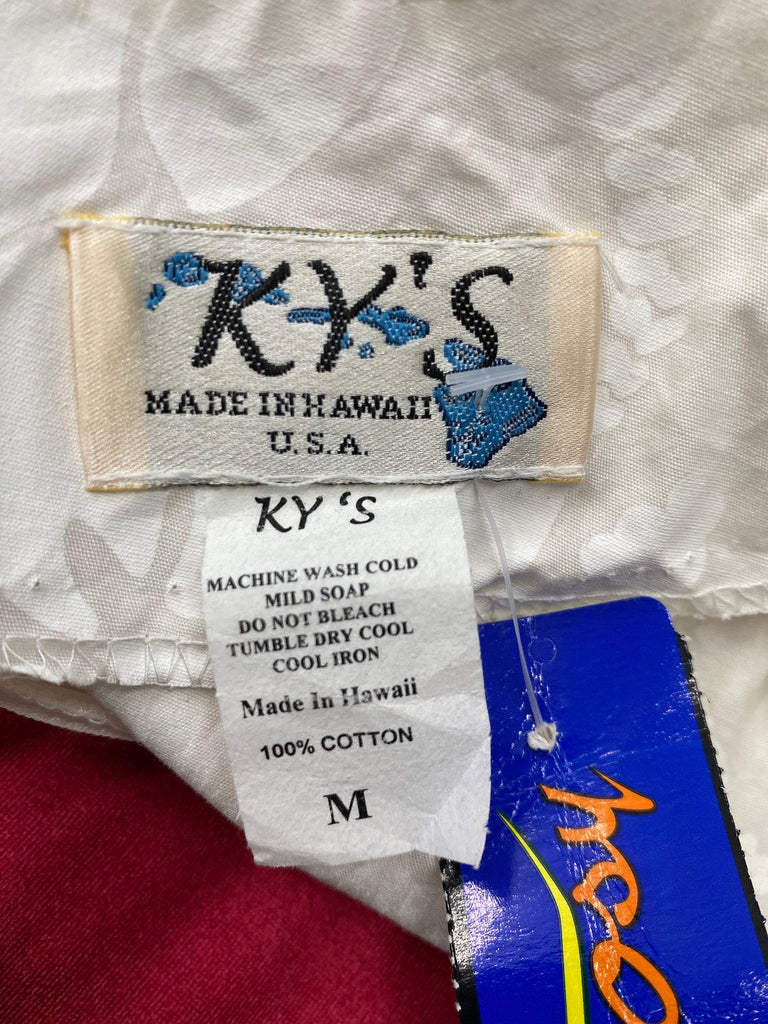 KY'S
MADE IN HAWAII
U.S.A.
KY 'S
MACHINE WASH COLD
MILD SOAP
DO NOT BLEACH
TUMBLE DRY COOL
COOL IRON
Made In Hawaii
100% COTTON
M